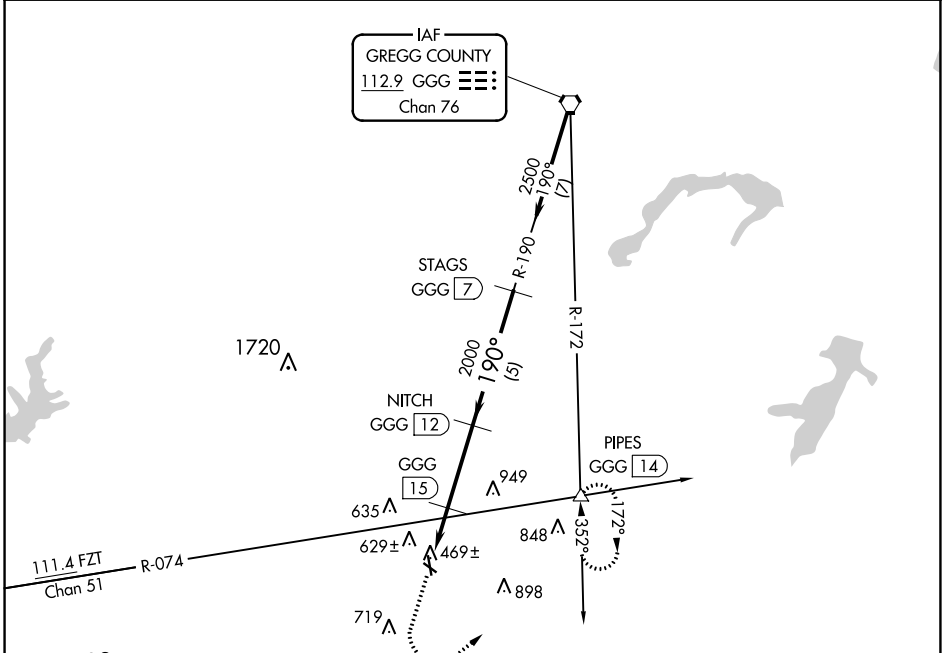 IAF
GREGG COUNTY
112.9 GGG
Chan 76
2500
190°
(7)
R-190
STAGS
GGG 7
R-172
1720
2000
190°
(5)
NITCH
GGG 12
PIPES
GGG 14
GGG
15
949
635
172°
629±
469±
848
352°
111.4 FZT
R-074
Chan 51
898
719